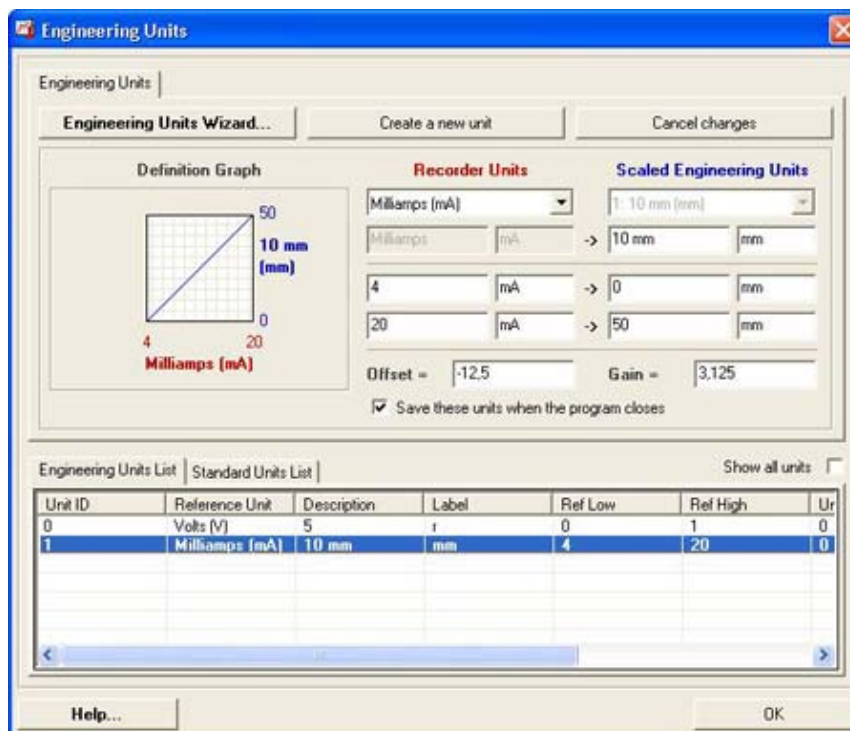 Engineering Units
Engineering Units
Engineering Units Wizard...
Create a new unit
Cancel changes
Definition Graph
50
10 mm
(mm)
0
4
20
Milliamps (mA)
Recorder Units
Scaled Engineering Units
Milliamps (mA)
1: 10 mm (mm)
Milliamps mA -> 10 mm mm
4 mA -> 0 mm
20 mA -> 50 mm
Offset = -12,5 Gain = 3,125
Save these units when the program closes
Engineering Units List Standard Units List Show all units
Unit ID Reference Unit Description Label Ref Low Ref High Ur
0 Volts (V) 5 r 0 1 0
1 Milliamps (mA) 10 mm mm 4 20 0
Help...
OK